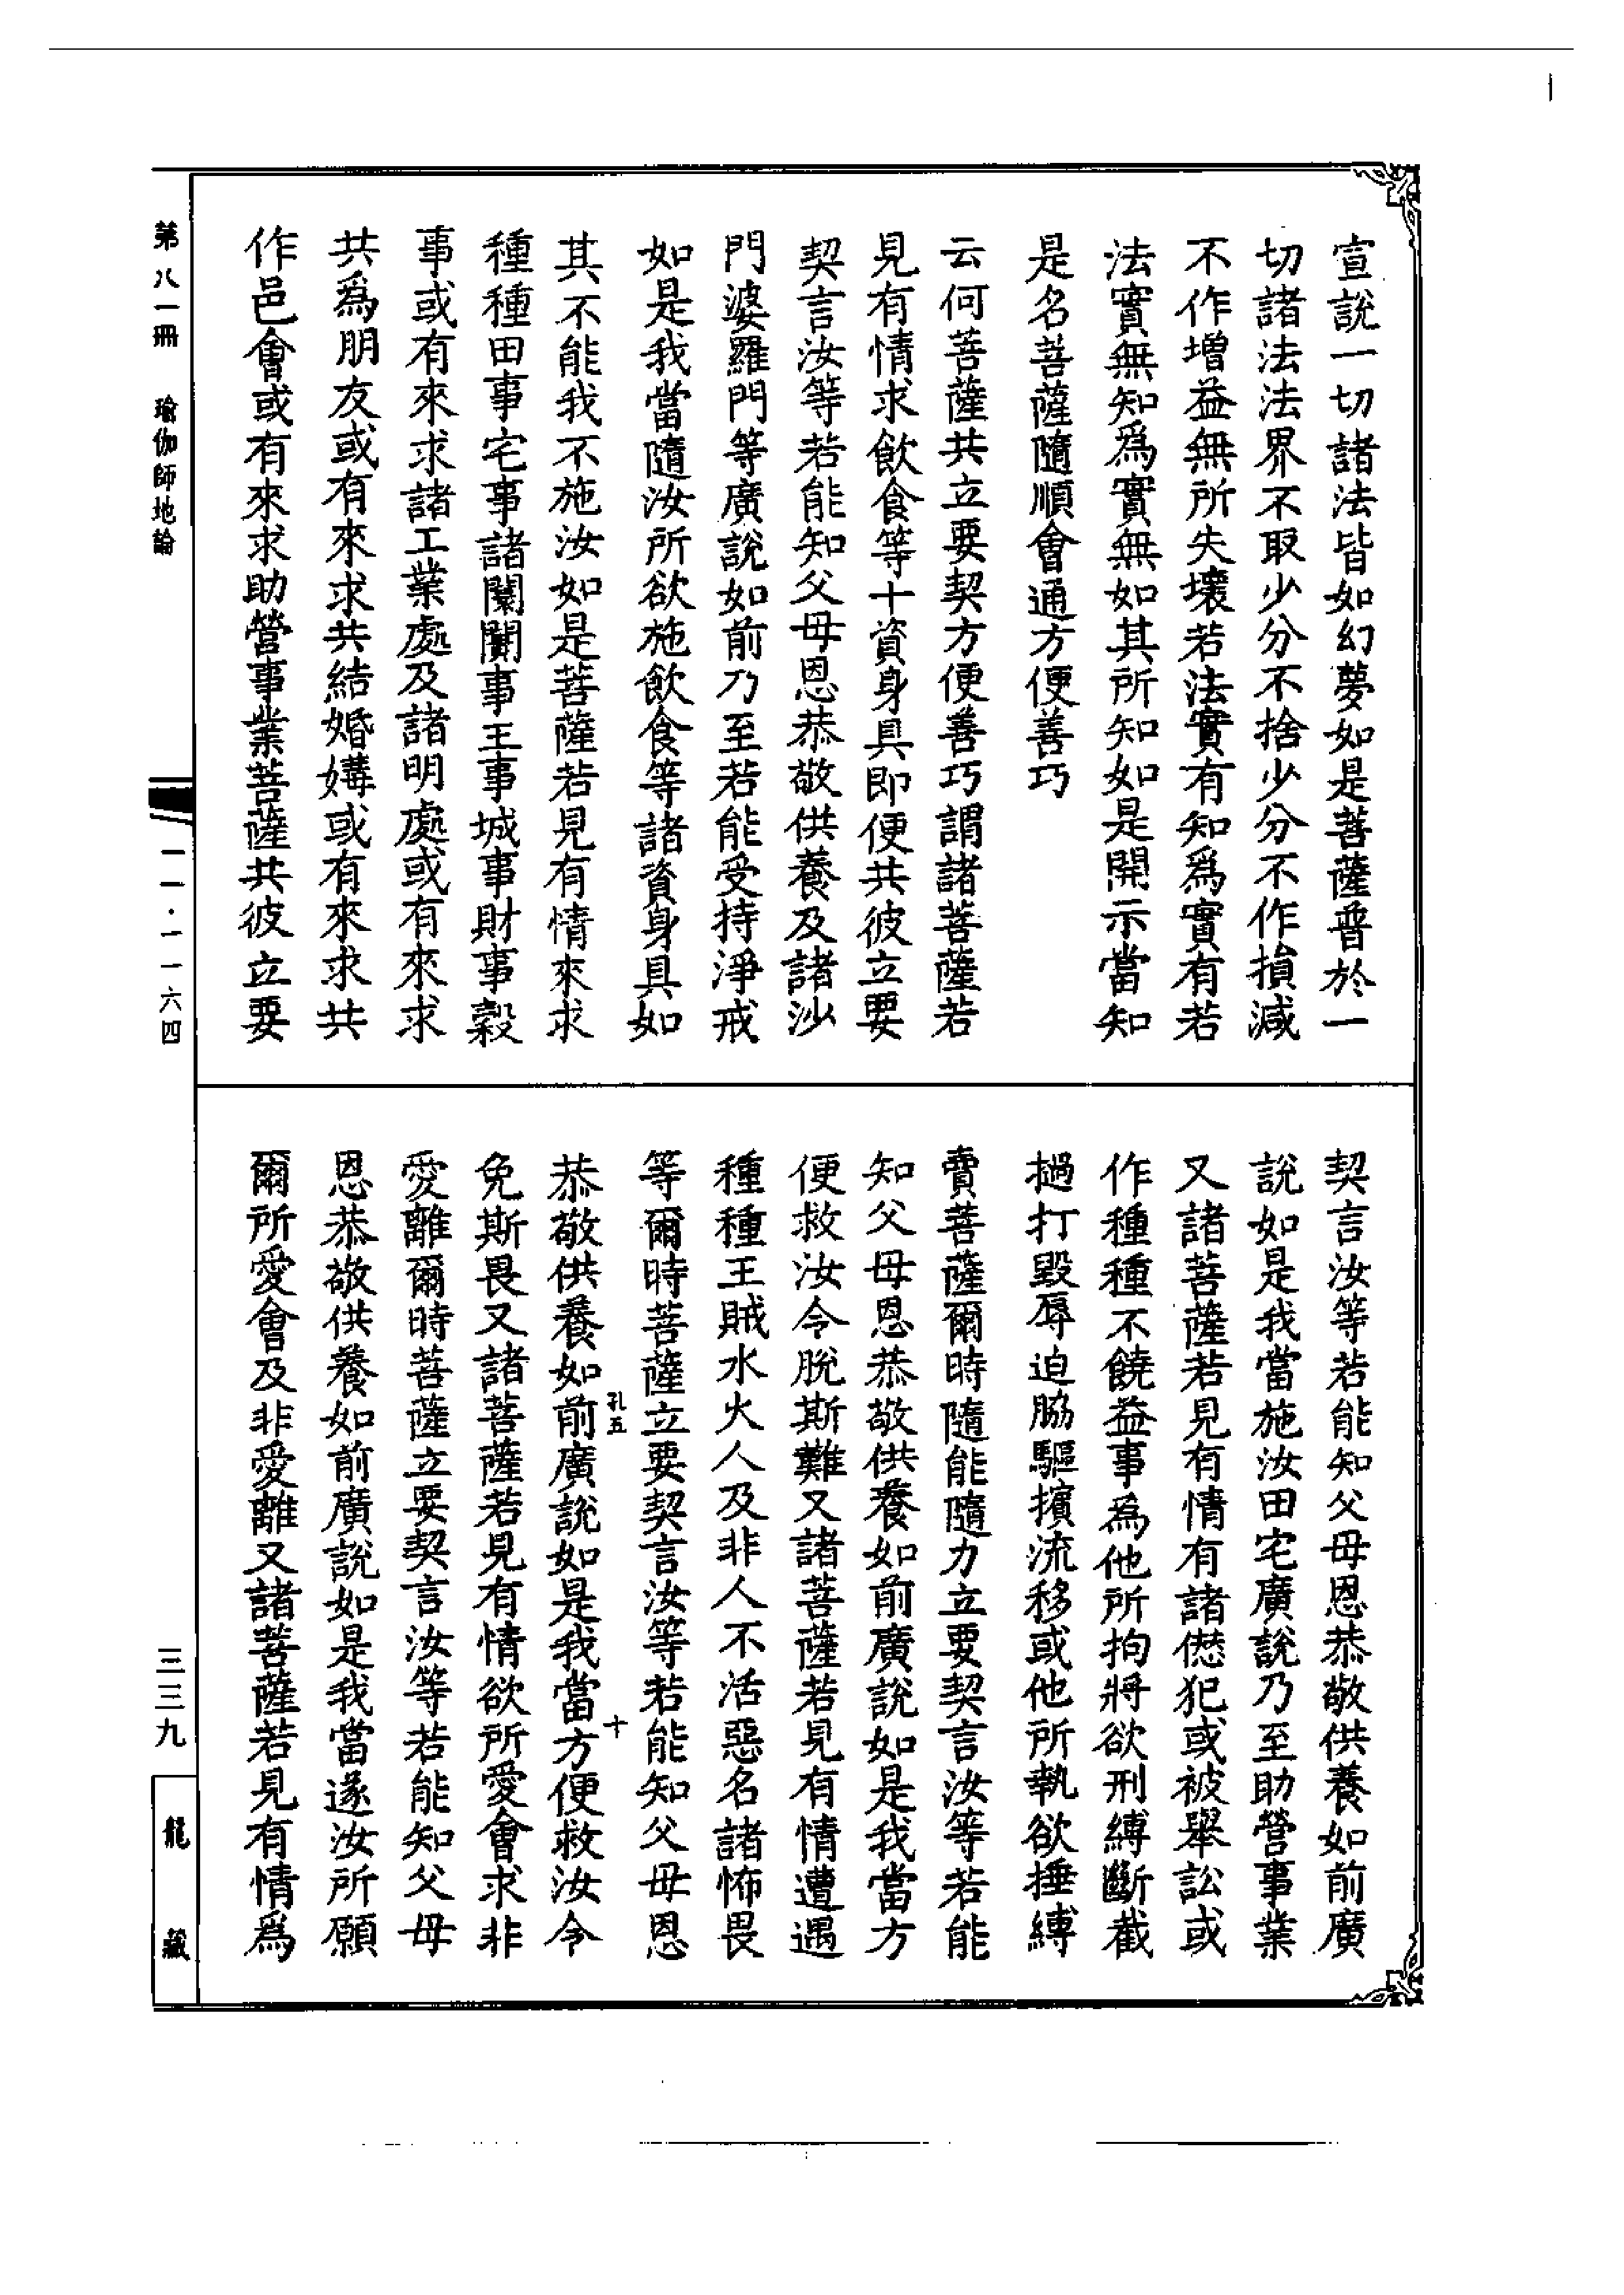 宣說一切諸法皆如幻夢如是菩薩普於一
切諸法法界不取少分不捨少分不作損減
不作增益無所失壞若法實有知爲實有若
法實無知爲實無如其所知如是開示當知
是名菩薩隨順會通方便善巧
云何菩薩共立要契方便善巧謂諸菩薩若
見有情求飲食等十資身具即便共彼立要
契言汝等若能知父母恩恭敬供養及諸沙
門婆羅門等廣說如前乃至若能受持淨戒
如是我當隨汝所欲施飲食等諸資身具如
其不能我不施汝如是菩薩若見有情來求
種種田事宅事諸闤闠事王事城事財事穀
事或有來求諸工業處及諸明處或有來求
共爲朋友或有來求共結婚媾或有來求共
作邑會或有來求助營事業菩薩共彼立要
契言汝等若能知父母恩恭敬供養如前廣
說如是我當施汝田宅廣說乃至助營事業
又諸菩薩若見有情有諸愆犯或被舉訟或
作種種不饒益事為他所拘將欲刑縛斷截
撾打毀辱迫脇驅擯流移或他所執欲捶縛
賣菩薩爾時隨能隨力立要契言汝等若能
知父母恩恭敬供養如前廣說如是我當方
便救汝令脫斯難又諸菩薩若見有情遭遇
種種王賊水火人及非人不活惡名諸怖畏
等爾時菩薩立要契言汝等若能知父母恩
孔五
十
恭敬供養如前廣說如是我當方便救汝令
免斯畏又諸菩薩若見有情欲所愛會求非
愛離爾時菩薩立要契言汝等若能知父母
恩恭敬供養如前廣說如是我當遂汝所願
爾所愛會及非愛離又諸菩薩若見有情為
第八一冊 瑜伽師地論
一一·一一六四
三三九
龍藏